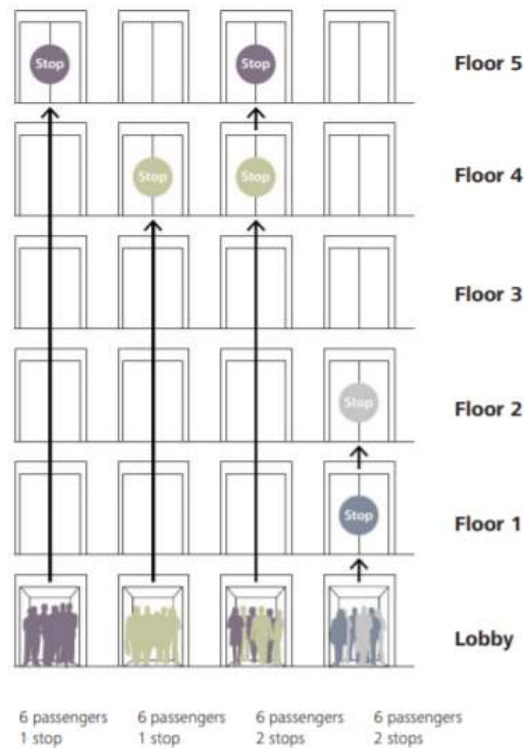 Stop
Stop
Floor 5
Stop
Stop
Floor 4
Floor 3
Stop
Floor 2
Stop
Floor 1
Lobby
6 passengers
1 stop
6 passengers
1 stop
6 passengers
2 stops
6 passengers
2 stops